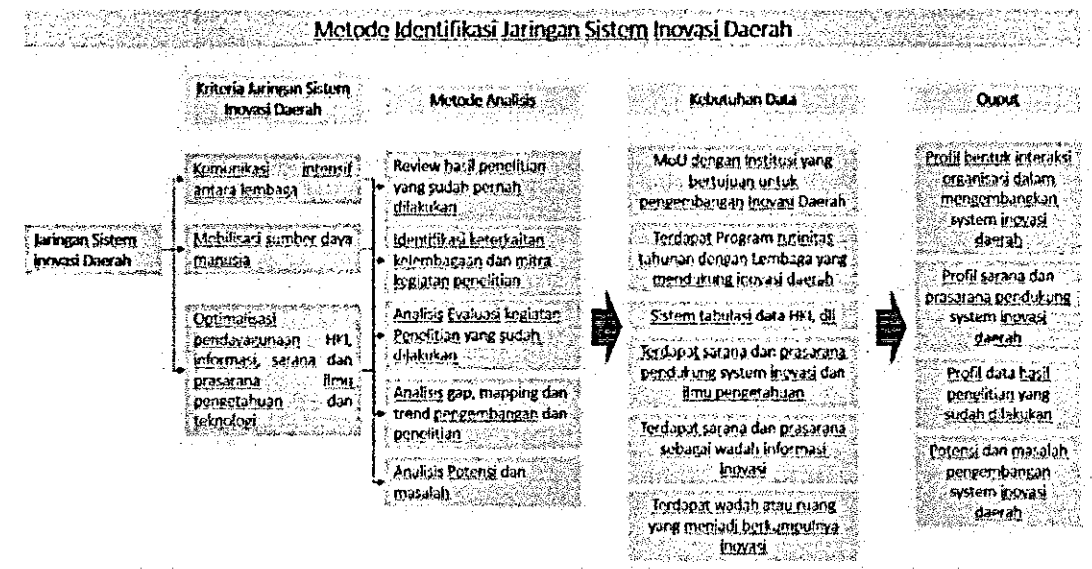 Metode Identifikasi Jaringan Sistem Inovasi Daerah
Kriteria Jaringan Sistem
Inovasi Daerah
Metode Analisis
Kebutuhan Data
Ouput
Jaringan Sistem
inovasi Daerah
Komunikasi intensif
antara lembaga
Mobilisasi sumber daya
manusia
Optimalisasi
pendayagunaan HKI,
informasi, sarana dan
prasarana ilmu
pengetahuan dan
teknologi
Review hasil penelitian
yang sudah pernah
dilakukan
Identifikasi keterkaitan
kelembagaan dan mitra
kegiatan penelitian
Analisis Evaluasi kegiatan
Penelitian yang sudah
dilakukan
Analisis gap, mapping dan
trend pengembangan dan
penelitian
Analisis Potensi dan
masalah
MoU dengan Institusi yang
bertujuan untuk
pengembangan Inovasi Daerah
Terdapat Program rutinitas
tahunan dengan Lembaga yang
mendukung inovasi daerah
Sistem tabulasi data HKI, dll
Terdapat sarana dan prasarana
pendukung system inovasi dan
ilmu pengetahuan
Terdapat sarana dan prasarana
sebagai wadah informasi
Inovasi
Terdapat wadah atau ruang
yang menjadi berkumpulnya
Inovasi
Profil bentuk interaksi
organisasi dalam
mengembangkan
system inovasi
daerah
Profil sarana dan
prasarana pendukung
system inovasi
daerah
Profil data hasil
penelitian yang
sudah dilakukan
Potensi dan masalah
pengembangan
system inovasi
daerah